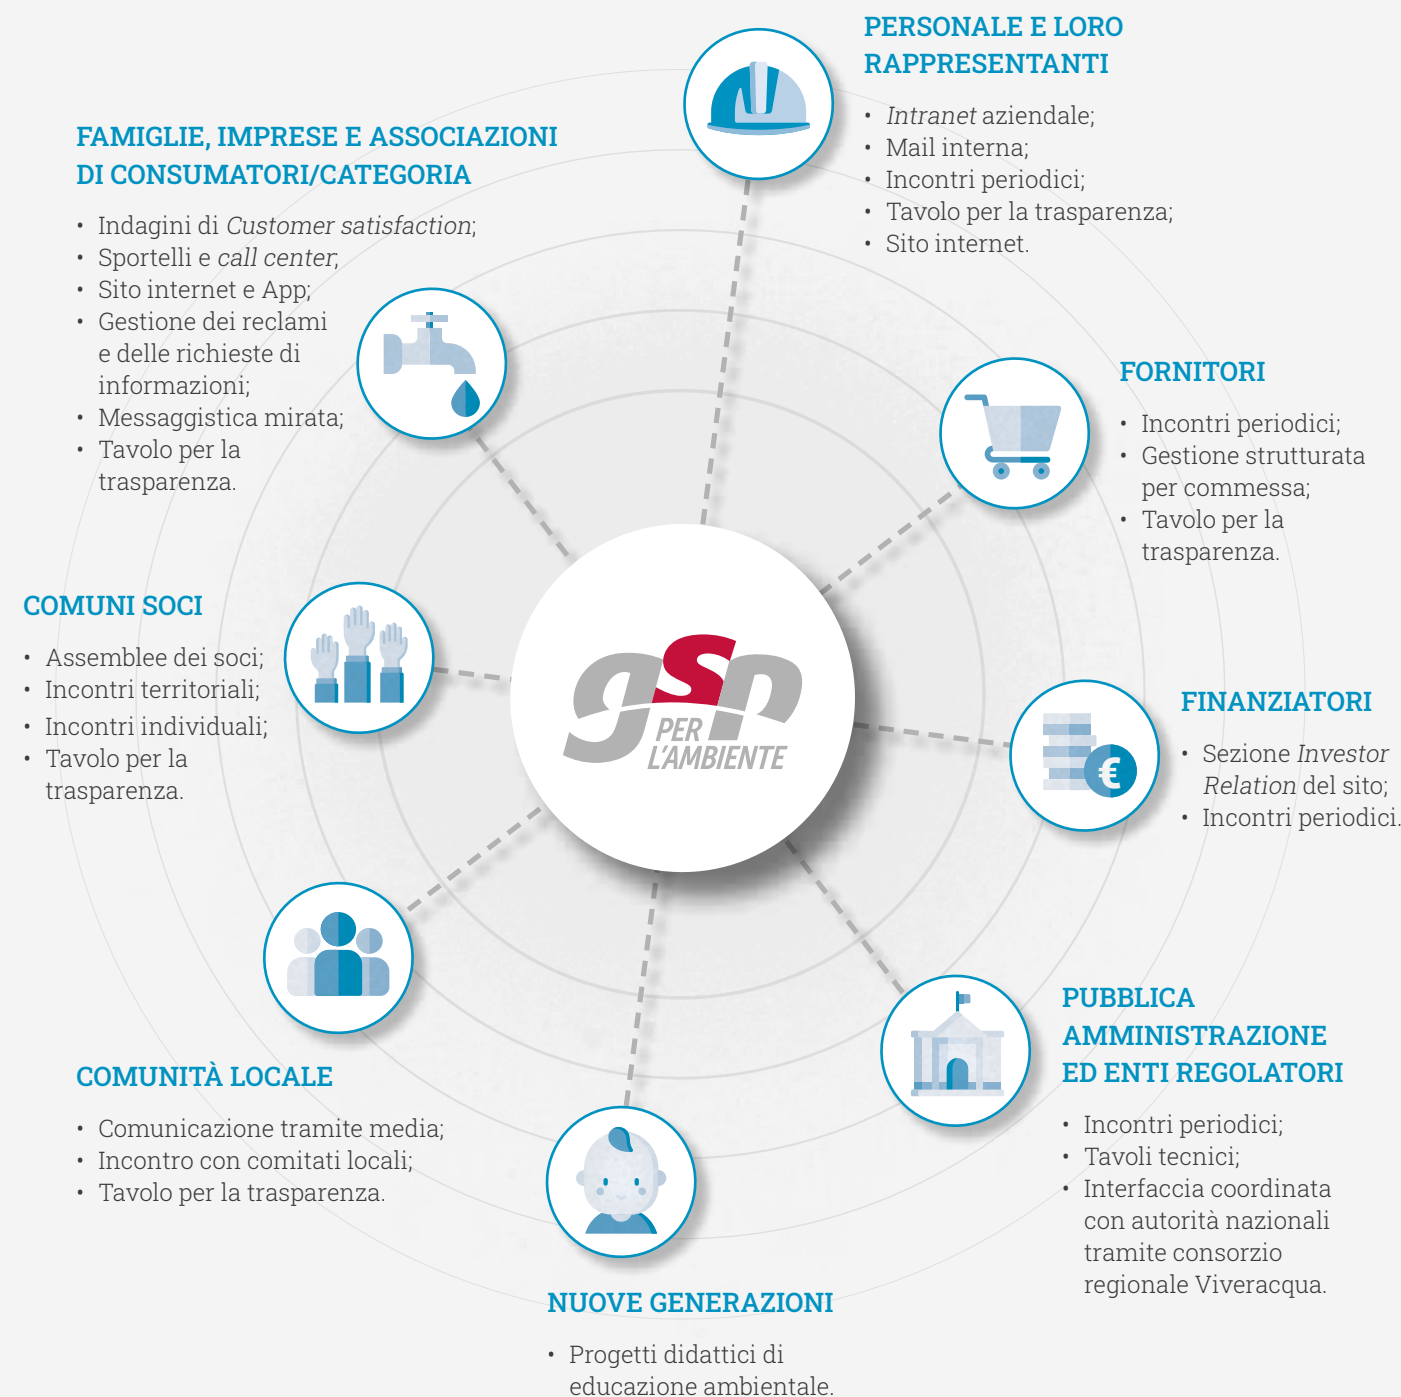 PERSONALE E LORO
RAPPRESENTANTI
• Intranet aziendale;
• Mail interna;
• Incontri periodici;
• Tavolo per la trasparenza;
• Sito internet.
FAMIGLIE, IMPRESE E ASSOCIAZIONI
DI CONSUMATORI/CATEGORIA
• Indagini di Customer satisfaction;
• Sportelli e call center;
• Sito internet e App;
• Gestione dei reclami
e delle richieste di
informazioni;
• Messaggistica mirata;
• Tavolo per la
trasparenza.
FORNITORI
• Incontri periodici;
• Gestione strutturata
per commessa;
• Tavolo per la
trasparenza.
COMUNI SOCI
• Assemblee dei soci;
• Incontri territoriali;
• Incontri individuali;
• Tavolo per la
trasparenza.
gsp
PER
L'AMBIENTE
FINANZIATORI
• Sezione Investor
Relation del sito;
• Incontri periodici.
€
COMUNITÀ LOCALE
• Comunicazione tramite media;
• Incontro con comitati locali;
• Tavolo per la trasparenza.
PUBBLICA
AMMINISTRAZIONE
ED ENTI REGOLATORI
• Incontri periodici;
• Tavoli tecnici;
• Interfaccia coordinata
con autorità nazionali
tramite consorzio
regionale Viveracqua.
NUOVE GENERAZIONI
• Progetti didattici di
educazione ambientale.